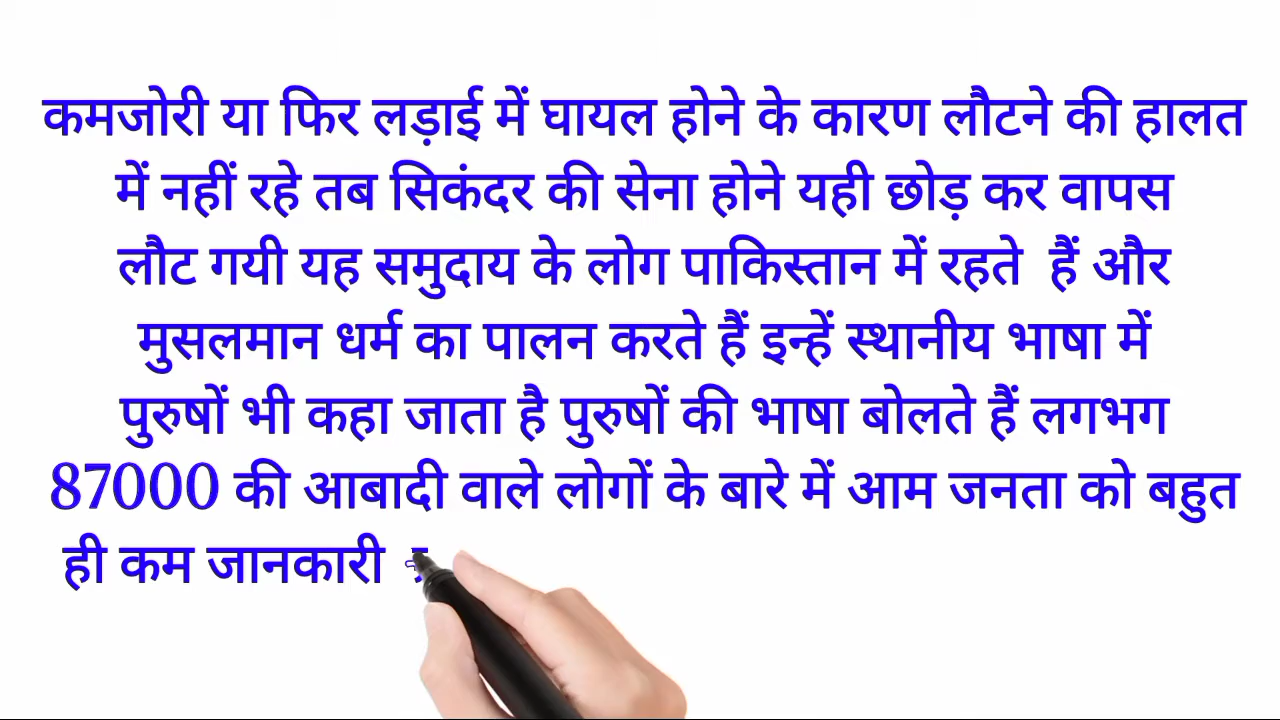 कमजोरी या फिर लड़ाई में घायल होने के कारण लौटने की हालत
में नहीं रहे तब सिकंदर की सेना होने यही छोड़ कर वापस
लौट गयी यह समुदाय के लोग पाकिस्तान में रहते हैं और
मुसलमान धर्म का पालन करते हैं इन्हें स्थानीय भाषा में
पुरुषों भी कहा जाता है पुरुषों की भाषा बोलते हैं लगभग
87000 की आबादी वाले लोगों के बारे में आम जनता को बहुत
ही कम जानकारी